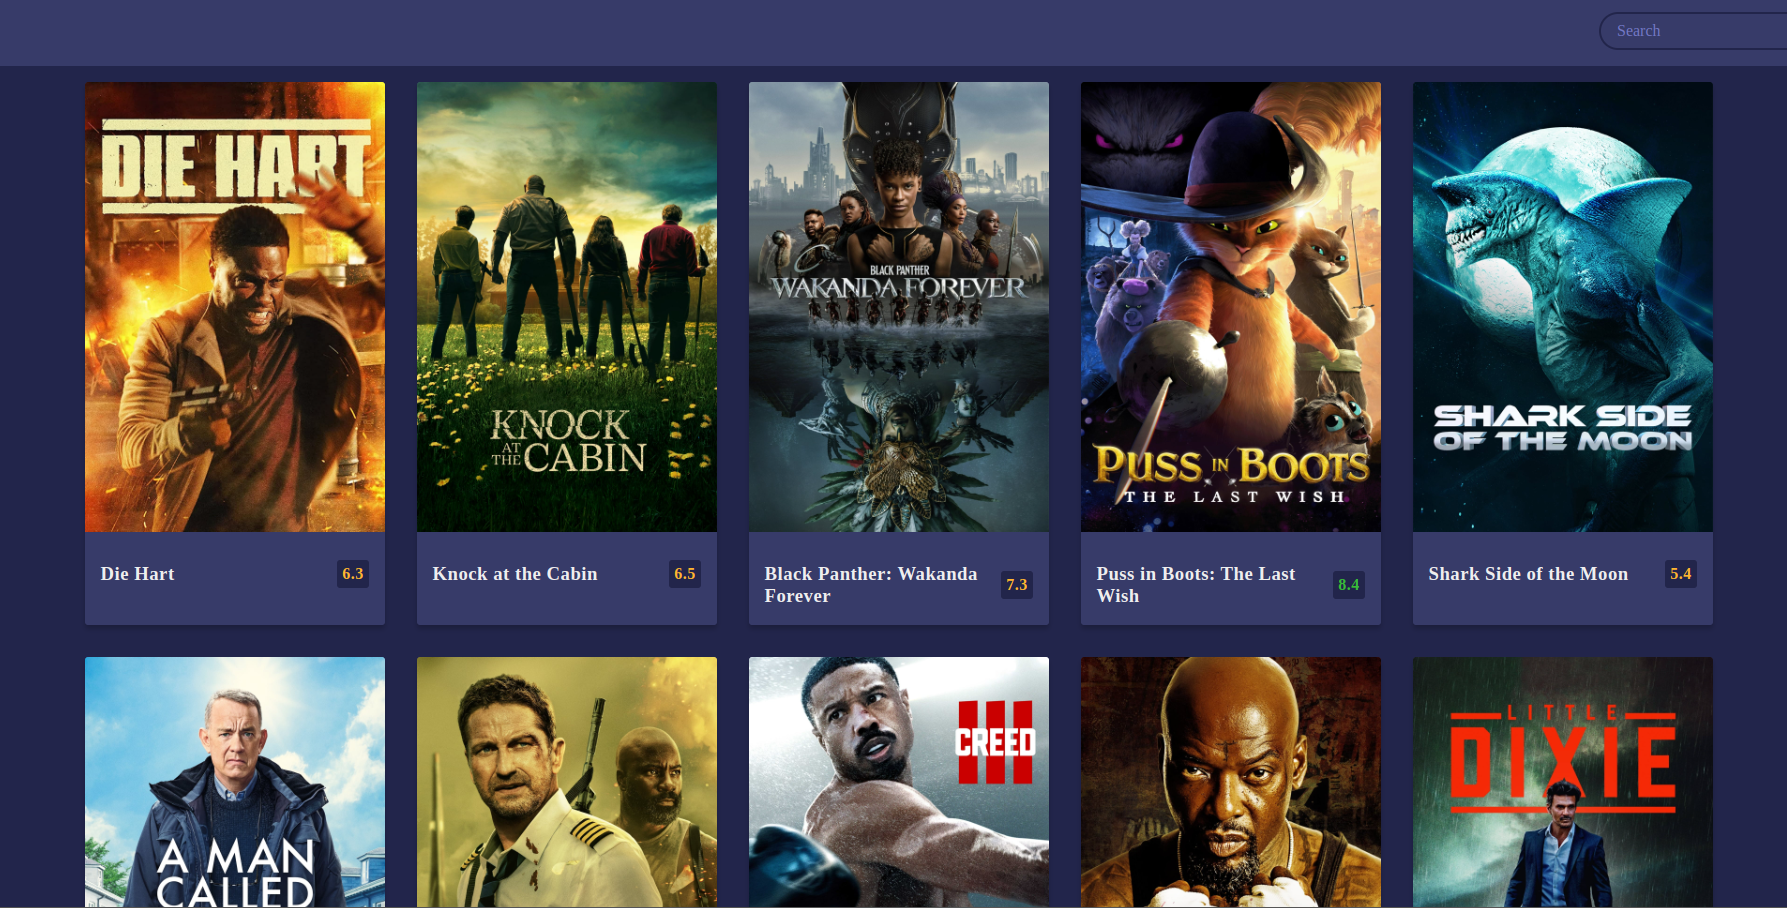 Search
DIE HART
KNOCK
AT
THE CABIN
BLACK PANTHER
WAKANDA FOREVER
PUSS IN BOOTS
THE LAST WISH
SHARK SIDE
OF THE MOON
Die Hart
6.3
Knock at the Cabin
6.5
Black Panther: Wakanda
Forever
7.3
Puss in Boots: The Last
Wish
8.4
Shark Side of the Moon
5.4
A MAN
CALLED
CREED
III
LITTLE
DIXIE